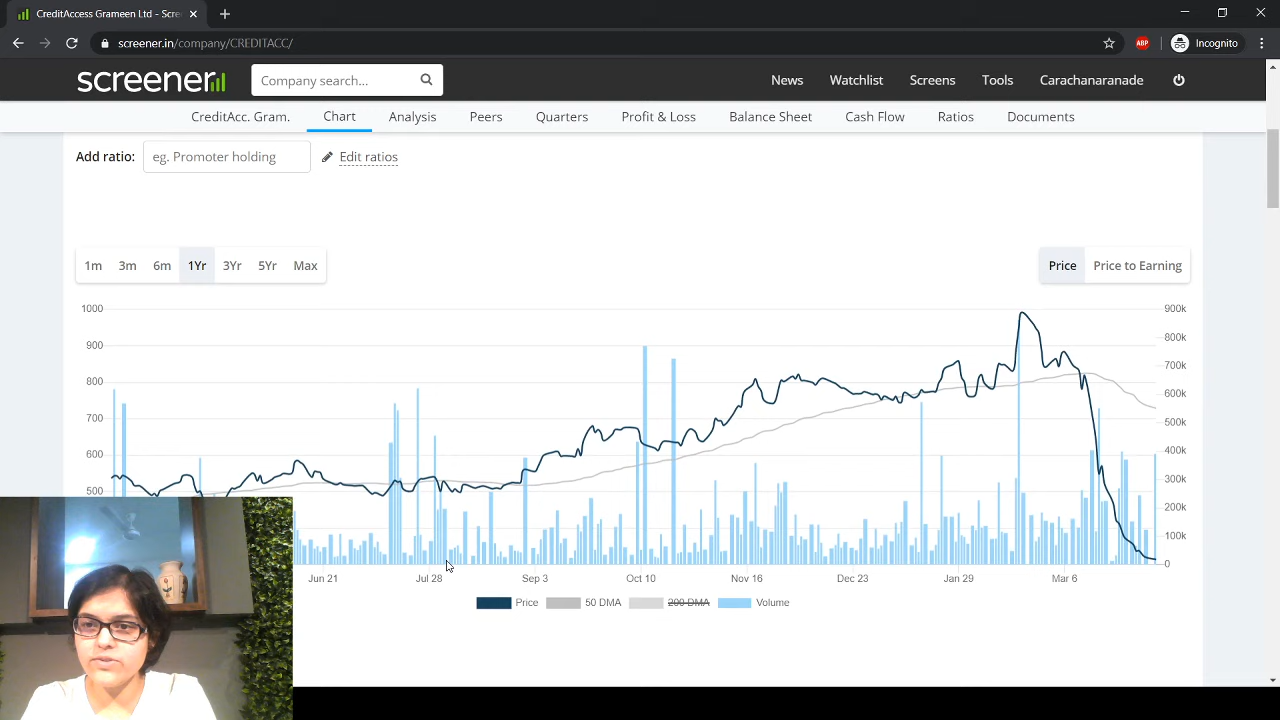 CreditAccess Grameen Ltd - Scree
screener.in/company/CREDITACC/
ABP
Incognito
screener
Company search...
News
Watchlist
Screens
Tools
Carachanaranade
CreditAcc. Gram.
Chart
Analysis
Peers
Quarters
Profit & Loss
Balance Sheet
Cash Flow
Ratios
Documents
Add ratio:
eg. Promoter holding
Edit ratios
1m 3m 6m 1Yr 3Yr 5Yr Max
Price Price to Earning
1000
900
800
700
600
500
900k
800k
700k
600k
500k
400k
300k
200k
100k
0
Jun 21 Jul 28 Sep 3 Oct 10 Nov 16 Dec 23 Jan 29 Mar 6
Price 50 DMA 200 DMA Volume